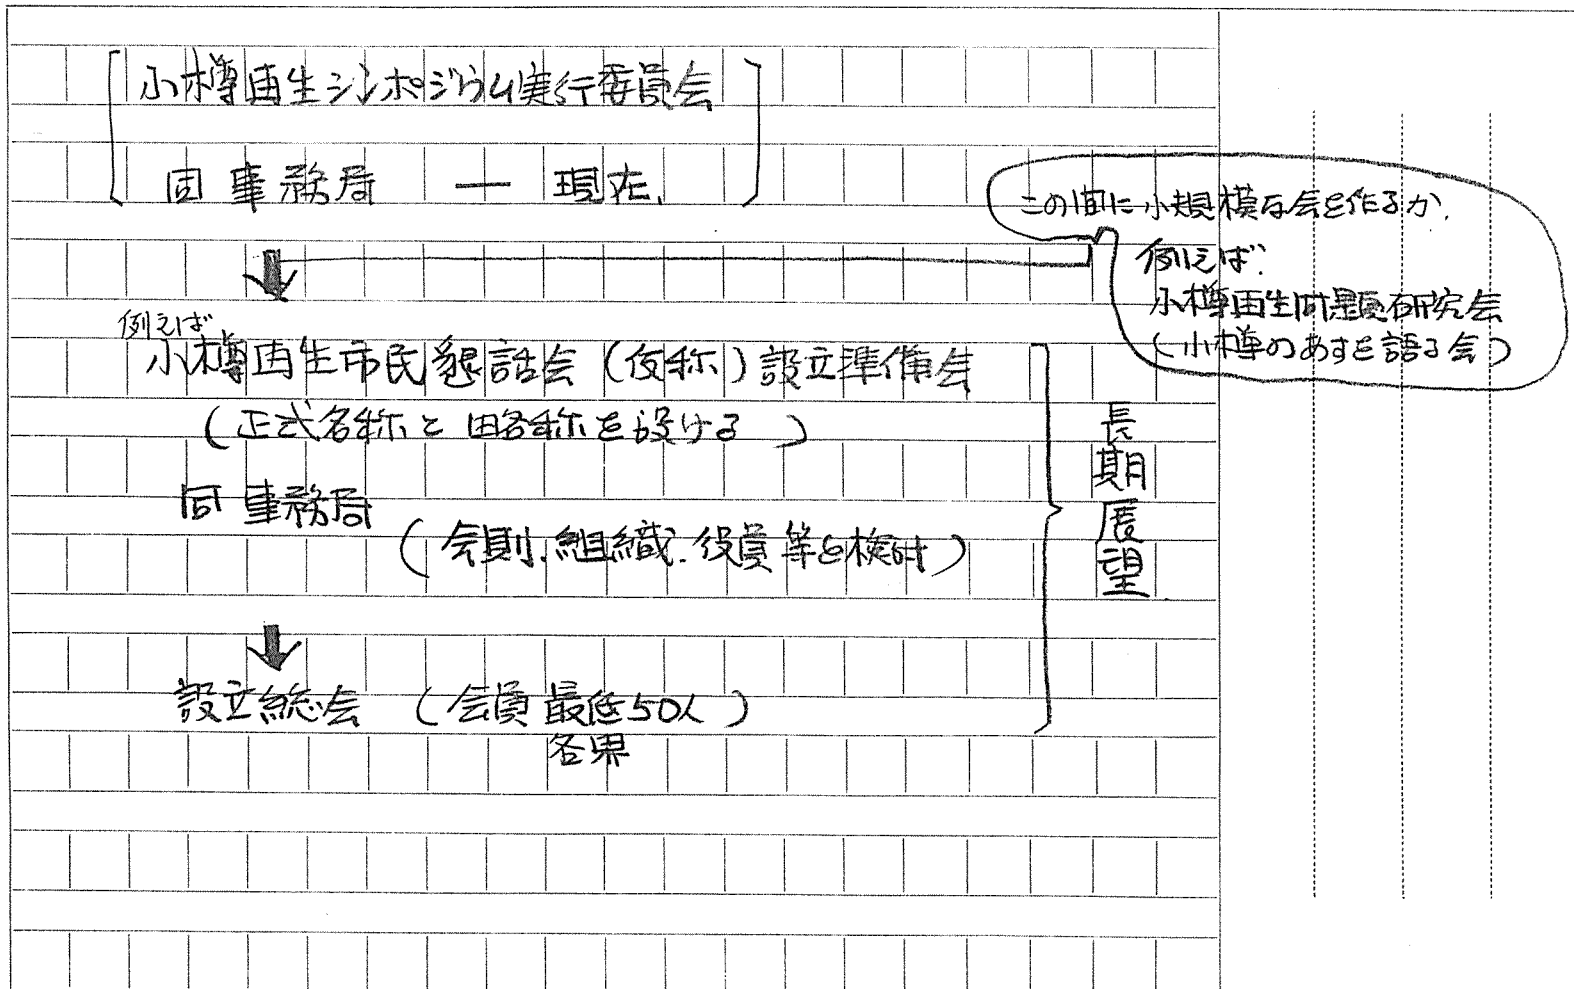 小樽再生シンポジウム実行委員会
同事務局 ― 現在.
この間に小規模な会を作るか.
例えば.
小樽再生問題研究会
(小樽のあすを語る会)
例えば
小樽再生市民懇話会 (仮称) 設立準備会
(正式名称と略称を設ける)
同事務局
(会則.組織.役員等を検討)
設立総会 (会員最低50人)
各界
長期展望